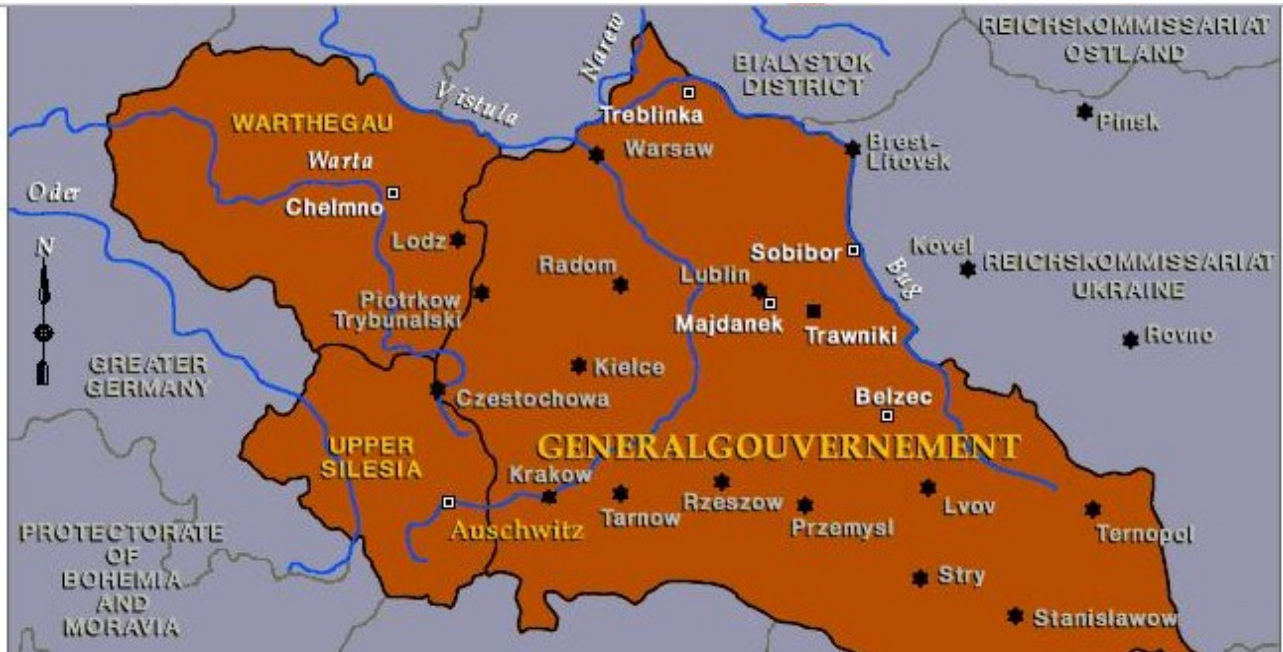 REICHSKOMMISSARIAT
OSTLAND
BIALYSTOK
DISTRICT
Narew
Vistula
WARTHEGAU
Treblinka
Pinsk
Warsaw
Brest-
Litovsk
Warta
Oder
Chelmno
N
Lodz
Sobibor
Kovel
Bug
Radom
Lublin
REICHSKOMMISSARIAT
UKRAINE
Piotrkow
Trybunalski
Majdanek
Trawniki
Rovno
GREATER
GERMANY
Kielce
Czestochowa
Belzec
UPPER
SILESIA
GENERALGOUVERNEMENT
Krakow
Auschwitz
Tarnow
Rzeszow
Przemysl
Lvov
Ternopol
PROTECTORATE
OF
BOHEMIA
AND
MORAVIA
Stry
Stanislawow